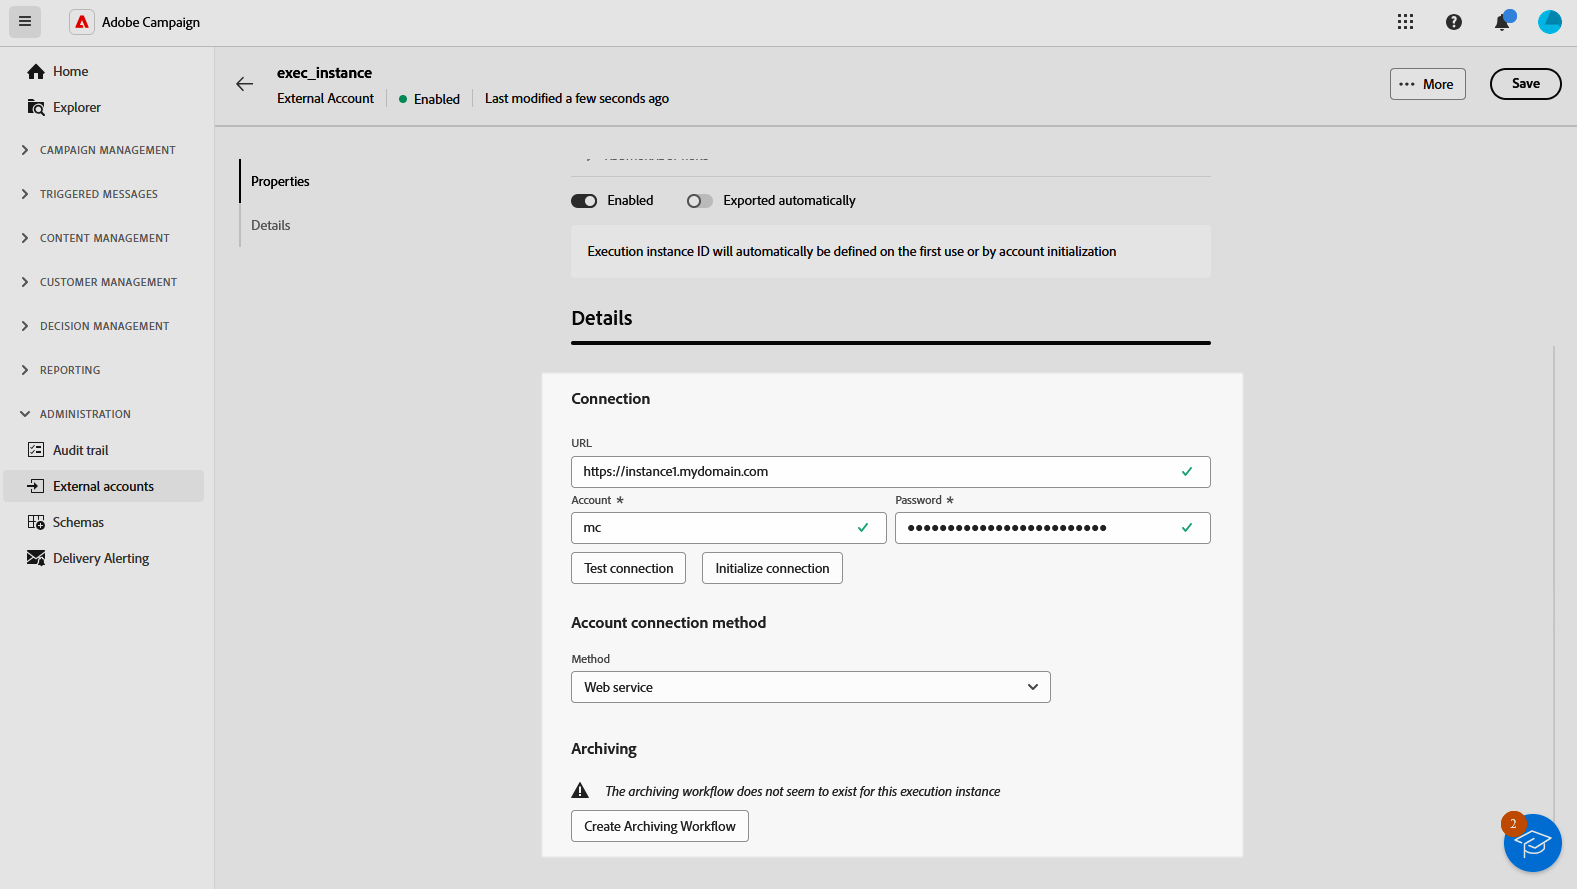 Adobe Campaign
Home
Explorer
CAMPAIGN MANAGEMENT
TRIGGERED MESSAGES
CONTENT MANAGEMENT
CUSTOMER MANAGEMENT
DECISION MANAGEMENT
REPORTING
ADMINISTRATION
Audit trail
External accounts
Schemas
Delivery Alerting
exec_instance
External Account
Enabled
Last modified a few seconds ago
More
Save
Properties
Details
Enabled
Exported automatically
Execution instance ID will automatically be defined on the first use or by account initialization
Details
Connection
URL
https://instance1.mydomain.com
Account *
Password *
mc
Test connection
Initialize connection
Account connection method
Method
Web service
Archiving
The archiving workflow does not seem to exist for this execution instance
Create Archiving Workflow
2